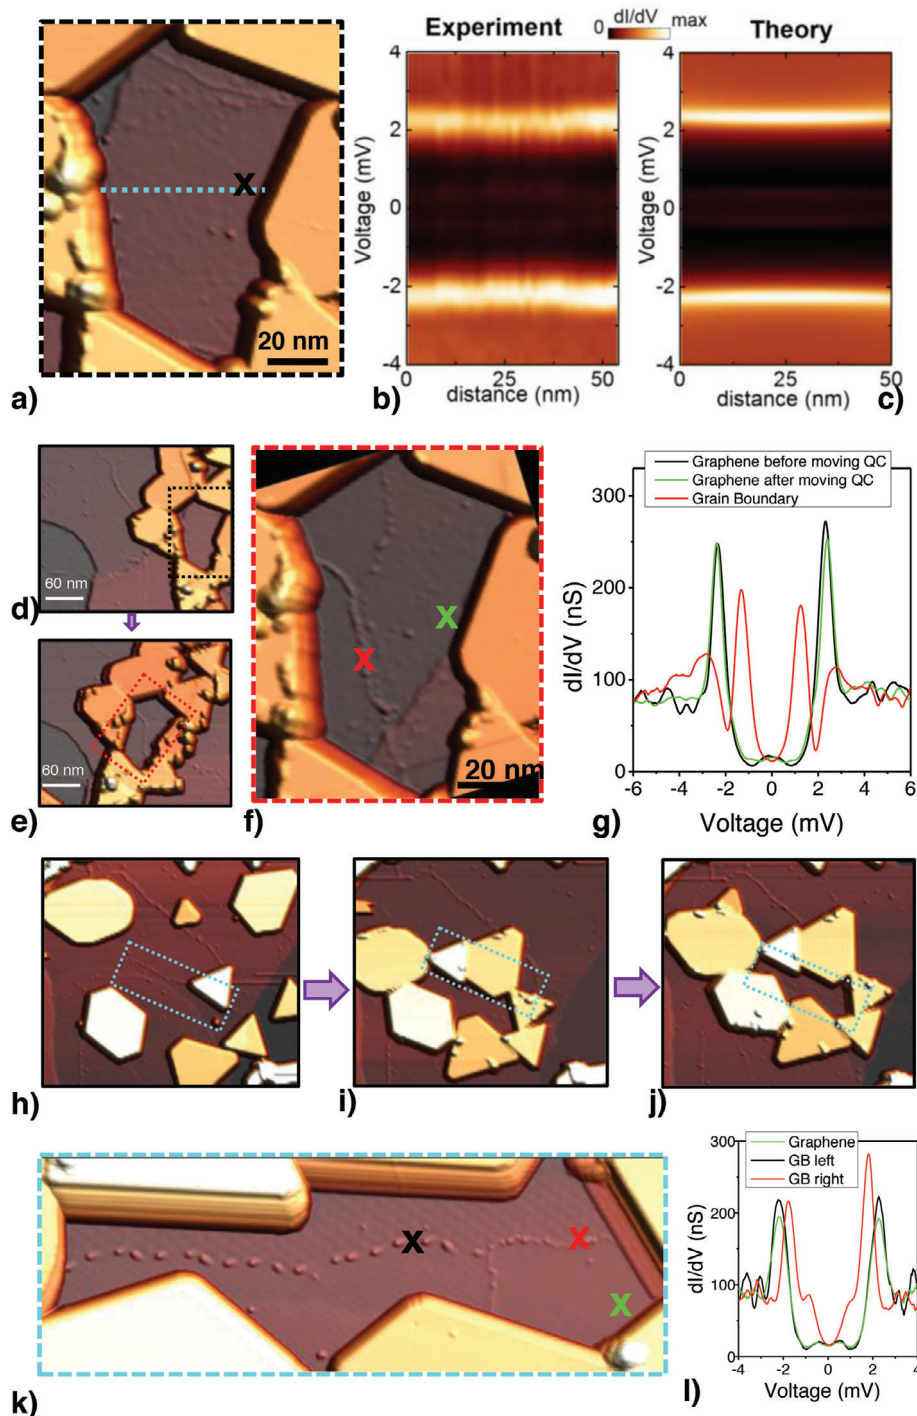 Experiment
0 dI/dV max
Theory
4
2
0
-2
-4
Voltage (mV)
0 25 50
distance (nm)
4
2
0
-2
-4
Voltage (mV)
0 25 50
distance (nm)
X
20 nm
a)
b)
c)
60 nm
d)
60 nm
e)
X
X
20 nm
f)
Graphene before moving QC
Graphene after moving QC
Grain Boundary
300
200
100
0
dI/dV (nS)
-6 -4 -2 0 2 4 6
Voltage (mV)
g)
h)
i)
j)
X
X
X
k)
Graphene
GB left
GB right
300
200
100
0
dI/dV (nS)
-4 -2 0 2 4
Voltage (mV)
l)